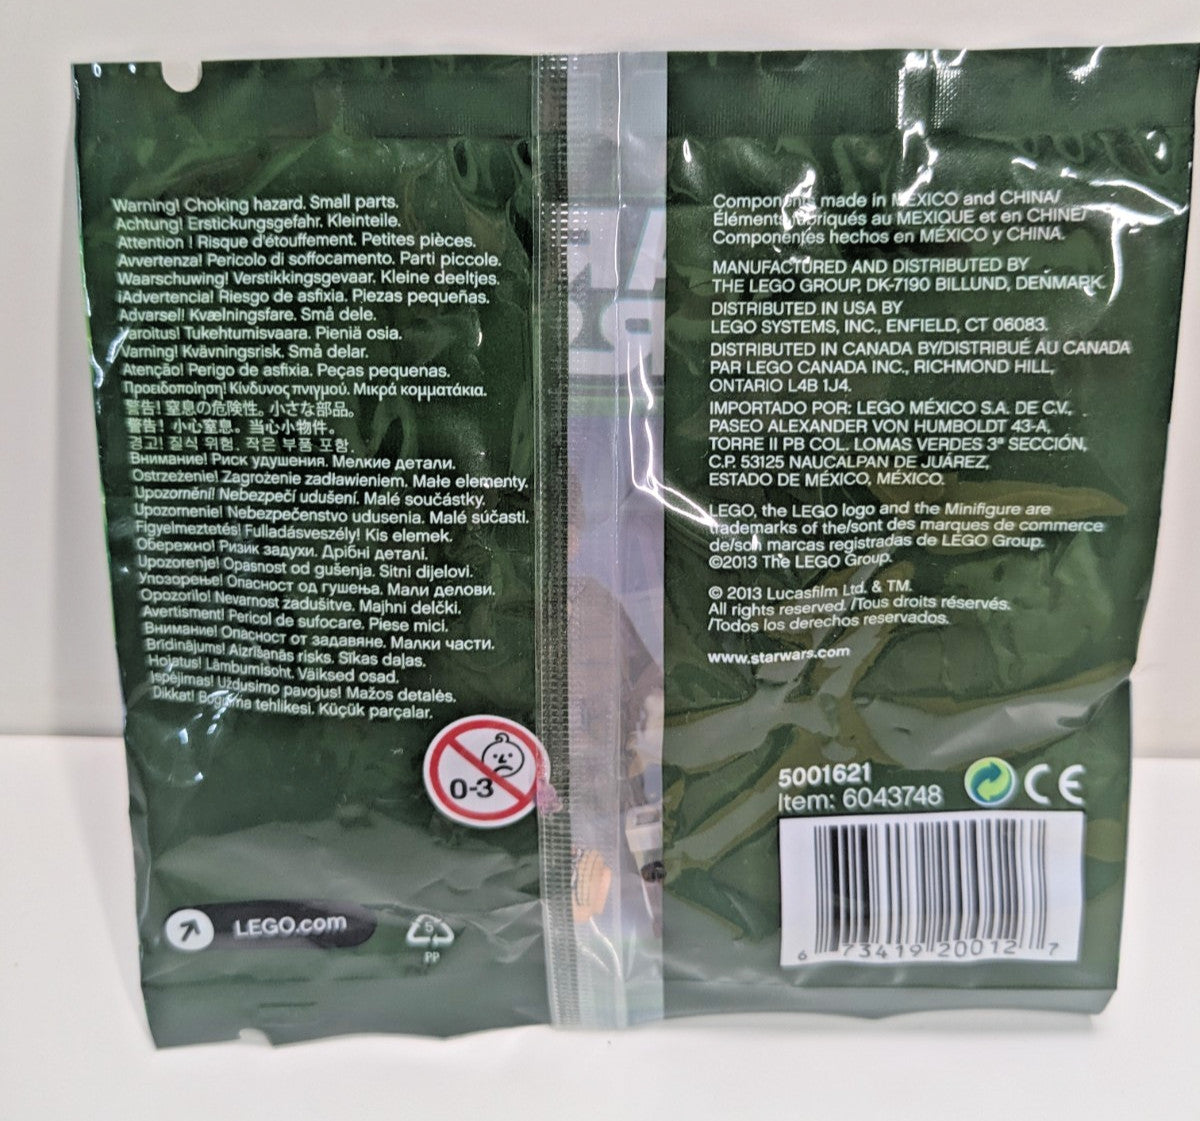 Warning! Choking hazard. Small parts.
Achtung! Erstickungsgefahr. Kleinteile.
Attention ! Risque d'étouffement. Petites pièces.
Avvertenza! Pericolo di soffocamento. Parti piccole.
Waarschuwing! Verstikkingsgevaar. Kleine deeltjes.
¡Advertencia! Riesgo de asfixia. Piezas pequeñas.
Advarsel! Kvælningsfare. Små dele.
Varoitus! Tukehtumisvaara. Pieniä osia.
Varning! Kvävningsrisk. Små delar.
Atenção! Perigo de asfixia. Peças pequenas.
Προειδοποίηση! Κίνδυνος πνιγμού. Μικρά κομματάκια.
警告! 窒息の危険性。小さな部品。
警告! 小心窒息。当心小物件。
경고! 질식 위험. 작은 부품 포함.
Внимание! Риск удушения. Мелкие детали.
Ostrzeżenie! Zagrożenie zadławieniem. Małe elementy.
Upozornění! Nebezpečí udušení. Malé součástky.
Upozornenie! Nebezpečenstvo udusenia. Malé súčasti.
Figyelmeztetés! Fulladásveszély! Kis elemek.
Обережно! Ризик задухи. Дрібні деталі.
Upozorenje! Opasnost od gušenja. Sitni dijelovi.
Упозорење! Опасност од гушења. Мали делови.
Opozorilo! Nevarnost zadušitve. Majhni delčki.
Avertisment! Pericol de sufocare. Piese mici.
Внимание! Опасност от задавяне. Малки части.
Brīdinājums! Aizrīšanās risks. Sīkas daļas.
Hoiatus! Lämbumisoht. Väiksed osad.
Įspėjimas! Uždusimo pavojus! Mažos detalės.
Dikkat! Boğulma tehlikesi. Küçük parçalar.
0-3
LEGO.com
5
PP
Components made in MEXICO and CHINA/
Éléments fabriqués au MEXIQUE et en CHINE/
Componentes hechos en MÉXICO y CHINA.
MANUFACTURED AND DISTRIBUTED BY
THE LEGO GROUP, DK-7190 BILLUND, DENMARK.
DISTRIBUTED IN USA BY
LEGO SYSTEMS, INC., ENFIELD, CT 06083.
DISTRIBUTED IN CANADA BY/DISTRIBUÉ AU CANADA
PAR LEGO CANADA INC., RICHMOND HILL,
ONTARIO L4B 1J4.
IMPORTADO POR: LEGO MÉXICO S.A. DE C.V.,
PASEO ALEXANDER VON HUMBOLDT 43-A,
TORRE II PB COL. LOMAS VERDES 3ª SECCIÓN,
C.P. 53125 NAUCALPAN DE JUÁREZ,
ESTADO DE MÉXICO, MÉXICO.
LEGO, the LEGO logo and the Minifigure are
trademarks of the/sont des marques de commerce
de/son marcas registradas de LEGO Group.
©2013 The LEGO Group.
© 2013 Lucasfilm Ltd. & TM.
All rights reserved. /Tous droits réservés.
/Todos los derechos reservados.
www.starwars.com
5001621
Item: 6043748
CE
6 73419 20012 7